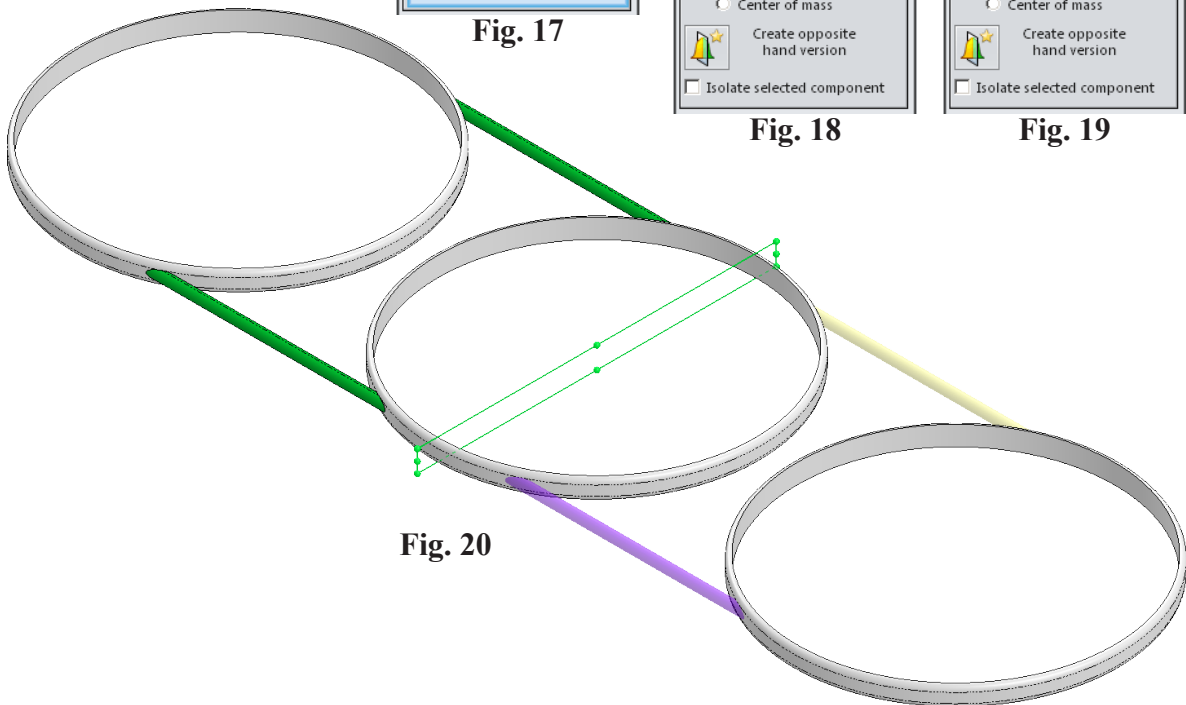 Fig. 17
Center of mass
Create opposite
hand version
Isolate selected component
Fig. 18
Center of mass
Create opposite
hand version
Isolate selected component
Fig. 19
Fig. 20